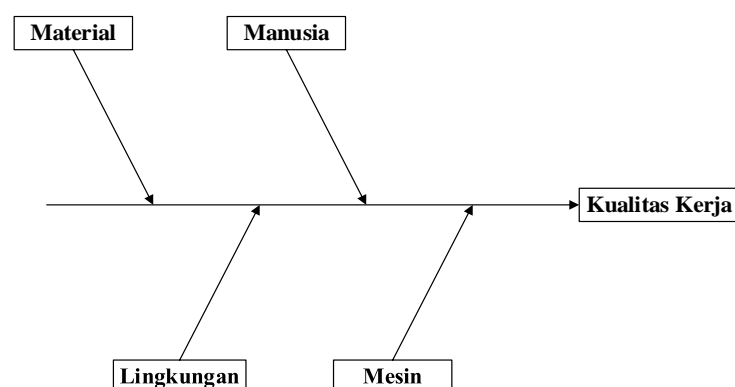 Material
Manusia
Kualitas Kerja
Lingkungan
Mesin